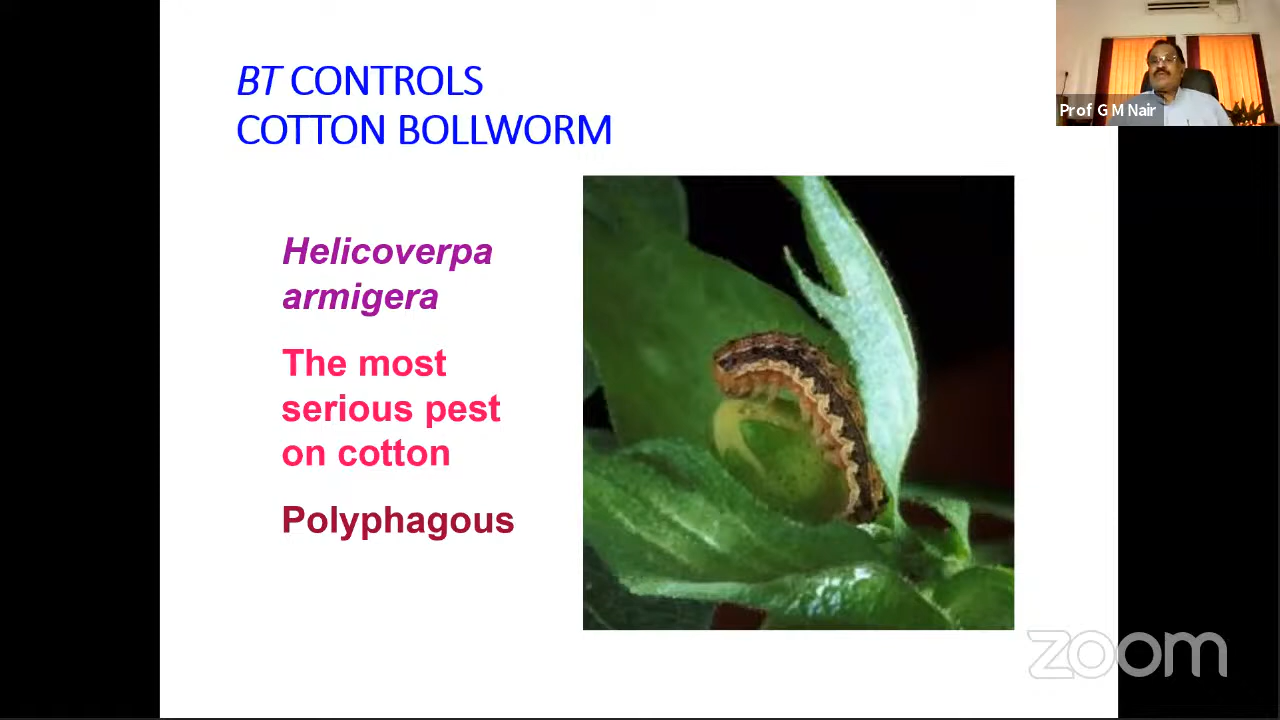 BT CONTROLS
COTTON BOLLWORM
Prof G M Nair
Helicoverpa
armigera
The most
serious pest
on cotton
Polyphagous
zoom